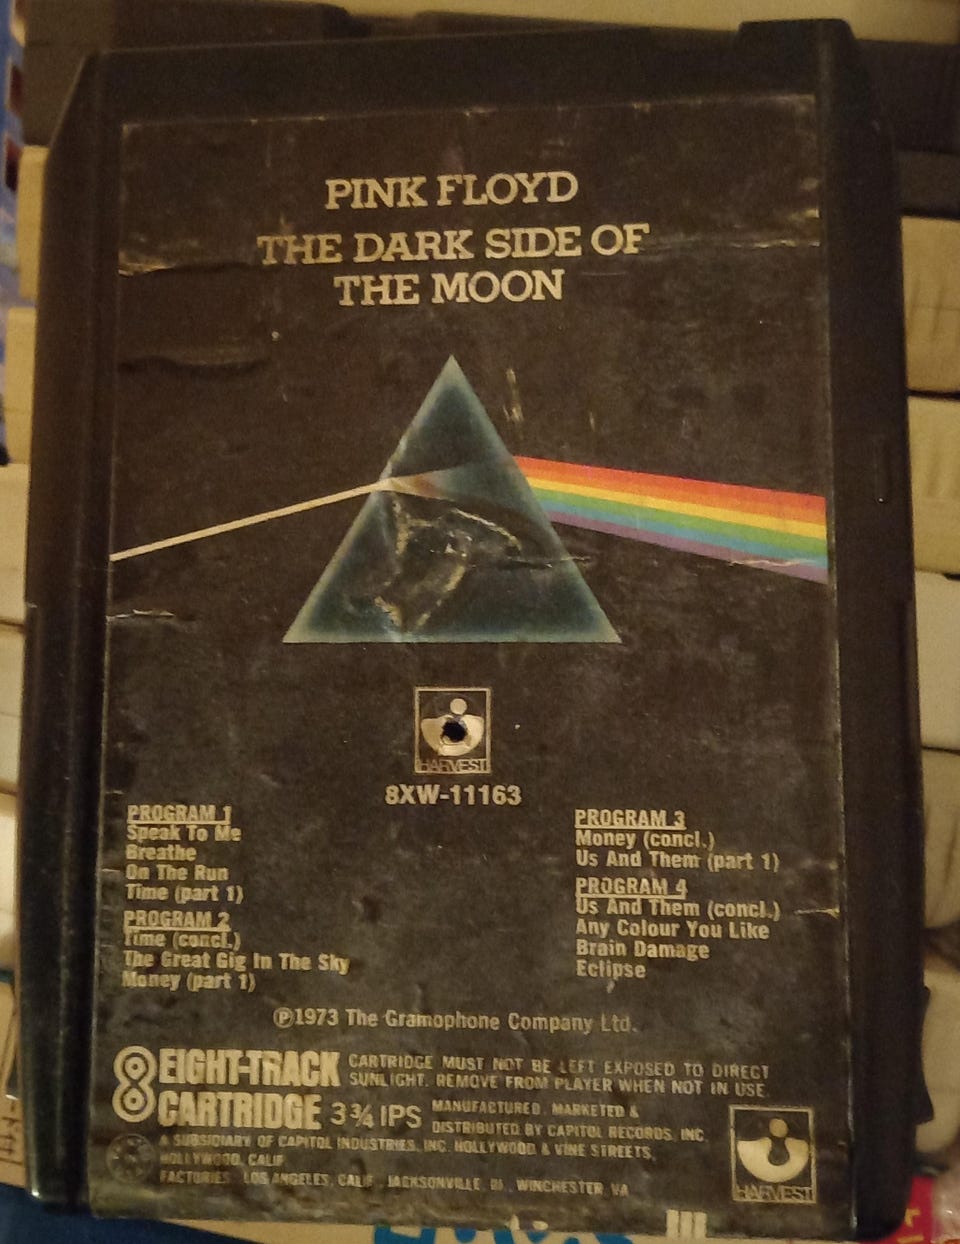 PINK FLOYD
THE DARK SIDE OF
THE MOON
HARVEST
8XW-11163
PROGRAM 1
Speak To Me
Breathe
On The Run
Time (part 1)
PROGRAM 2
Time (concl.)
The Great Gig In The Sky
Money (part 1)
PROGRAM 3
Money (concl.)
Us And Them (part 1)
PROGRAM 4
Us And Them (concl.)
Any Colour You Like
Brain Damage
Eclipse
℗1973 The Gramophone Company Ltd.
8 EIGHT-TRACK
CARTRIDGE 3¾ IPS
CARTRIDGE MUST NOT BE LEFT EXPOSED TO DIRECT
SUNLIGHT. REMOVE FROM PLAYER WHEN NOT IN USE.
MANUFACTURED, MARKETED &
DISTRIBUTED BY CAPITOL RECORDS, INC.
A SUBSIDIARY OF CAPITOL INDUSTRIES, INC. HOLLYWOOD & VINE STREETS,
HOLLYWOOD, CALIF.
FACTORIES: LOS ANGELES, CALIF., JACKSONVILLE, WINCHESTER, VA.
HARVEST